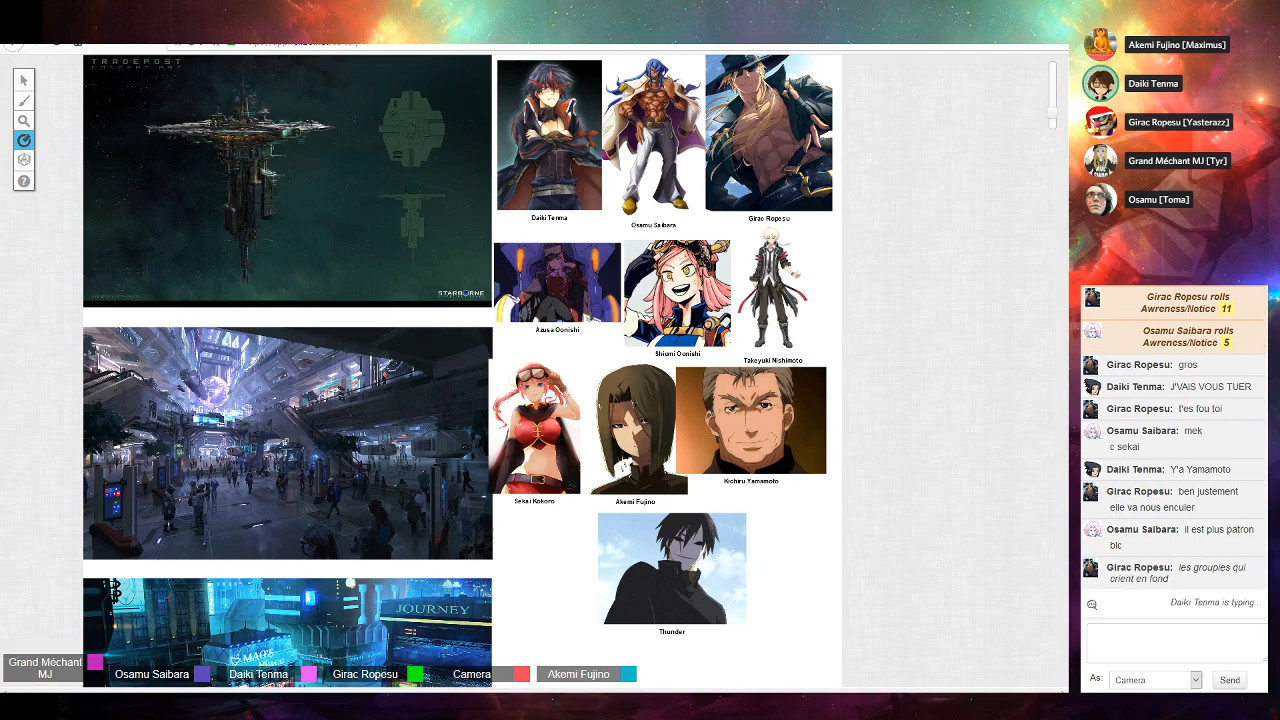 TRADEPOST
CONCEPT ART
STARBORNE
JOURNEY
MAO'S
Daiki Tenma
Osamu Saibara
Girac Ropesu
Azusa Oonishi
Shiomi Oonishi
Takeyuki Nishimoto
Sekai Kokoro
Akemi Fujino
Kichiru Yamamoto
Thunder
Grand Méchant
MJ
Osamu Saibara
Daiki Tenma
Girac Ropesu
Camera
Akemi Fujino
Akemi Fujino [Maximus]
Daiki Tenma
Girac Ropesu [Yasterazz]
Grand Méchant MJ [Tyr]
Osamu [Toma]
Girac Ropesu rolls
Awreness/Notice 11
Osamu Saibara rolls
Awreness/Notice 5
Girac Ropesu: gros
Daiki Tenma: J'VAIS VOUS TUER
Girac Ropesu: t'es fou toi
Osamu Saibara: mek
c sekai
Daiki Tenma: Y'a Yamamoto
Girac Ropesu: ben justement
elle va nous enculer
Osamu Saibara: il est plus patron
blc
Girac Ropesu: les groupies qui
crient en fond
Daiki Tenma is typing...
As: Camera
Send